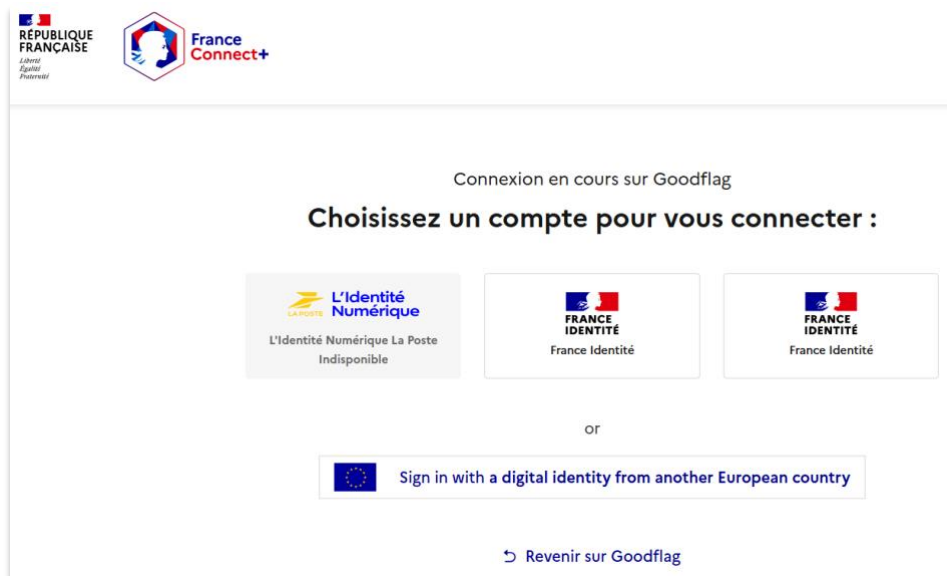 RÉPUBLIQUE
FRANÇAISE
Liberté
Égalité
Fraternité
France
Connect+
Connexion en cours sur Goodflag
Choisissez un compte pour vous connecter :
LA POSTE
L'Identité
Numérique
L'Identité Numérique La Poste
Indisponible
FRANCE
IDENTITÉ
France Identité
FRANCE
IDENTITÉ
France Identité
or
Sign in with a digital identity from another European country
Revenir sur Goodflag